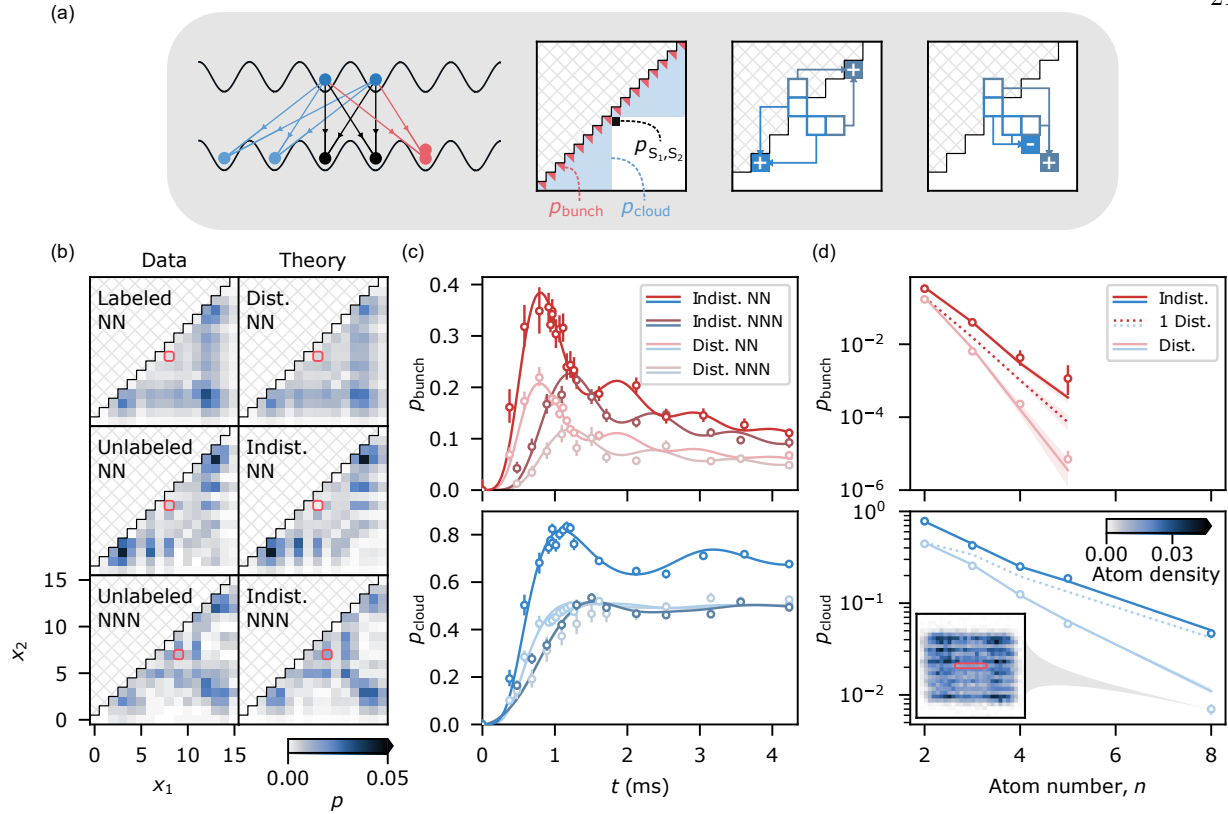 (a)
p_S1,S2
p_bunch
p_cloud
(b)
Data
Theory
Labeled
NN
Dist.
NN
Unlabeled
NN
Indist.
NN
Unlabeled
NNN
Indist.
NNN
15
10
5
0
x_2
0
5
10
15
x_1
0.00
0.05
p
(c)
0.4
0.3
0.2
0.1
0.0
p_bunch
Indist. NN
Indist. NNN
Dist. NN
Dist. NNN
0.8
0.6
0.4
0.2
0.0
p_cloud
0
1
2
3
4
t (ms)
(d)
10^−2
10^−4
10^−6
p_bunch
Indist.
1 Dist.
Dist.
10^0
10^−1
10^−2
p_cloud
0.00
0.03
Atom density
2
4
6
8
Atom number, n